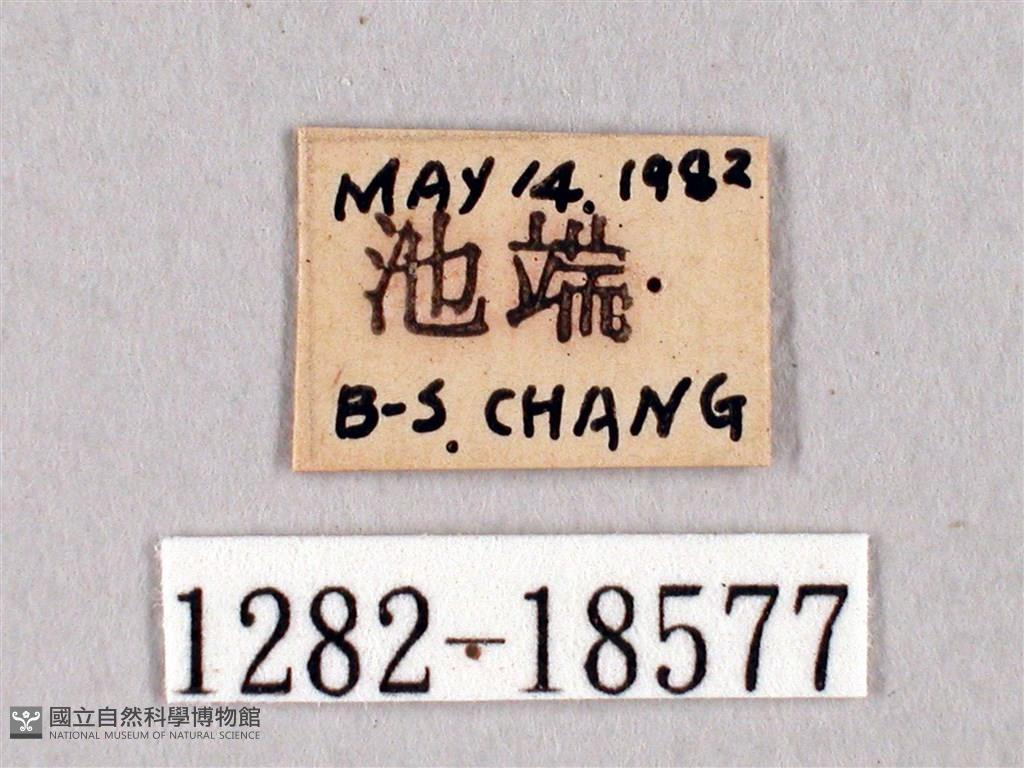 MAY 14. 1982
池端
B-S. CHANG
1282-18577
國立自然科學博物館
NATIONAL MUSEUM OF NATURAL SCIENCE